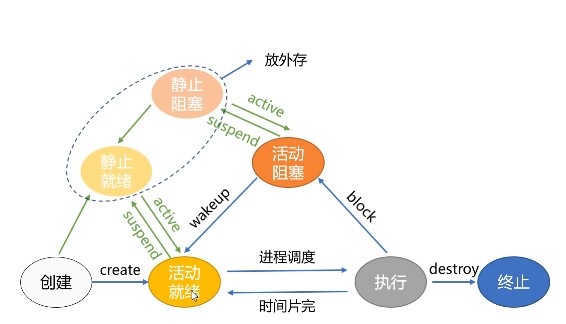 放外存
静止
阻塞
active
suspend
静止
就绪
活动
阻塞
active
suspend
wakeup
block
创建
create
活动
就绪
进程调度
时间片完
执行
destroy
终止